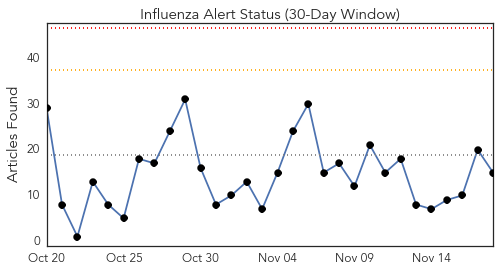 Influenza Alert Status (30-Day Window)
Articles Found
40
30
20
10
0
Oct 20 Oct 25 Oct 30 Nov 04 Nov 09 Nov 14